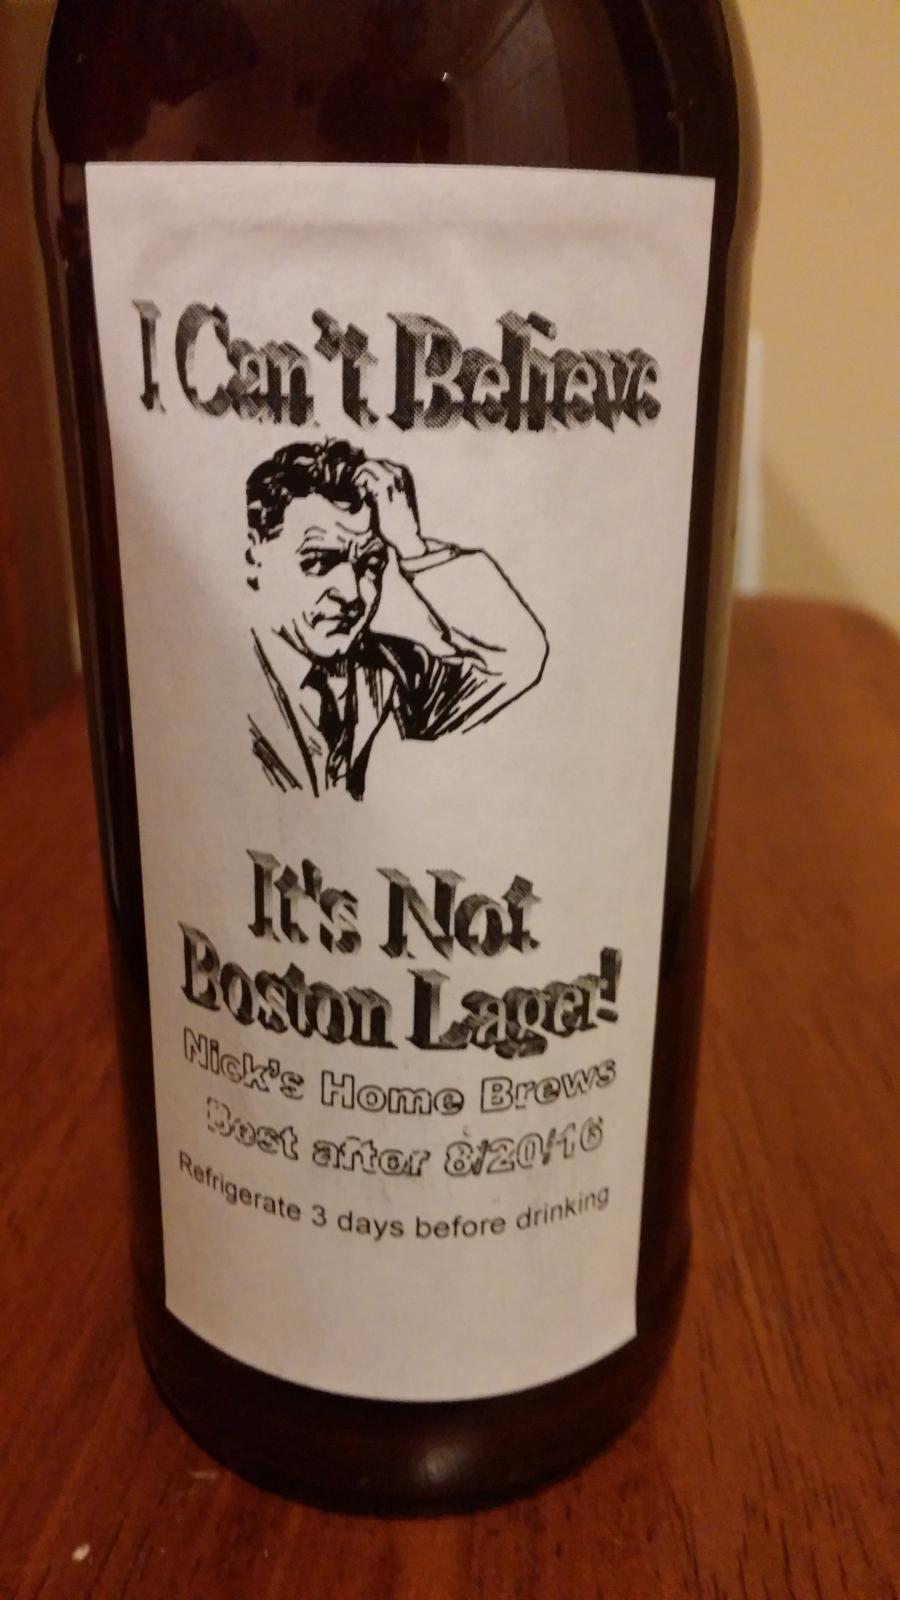 I Can't Believe
It's Not
Boston Lager!
Nick's Home Brews
Best after 8/20/16
Refrigerate 3 days before drinking